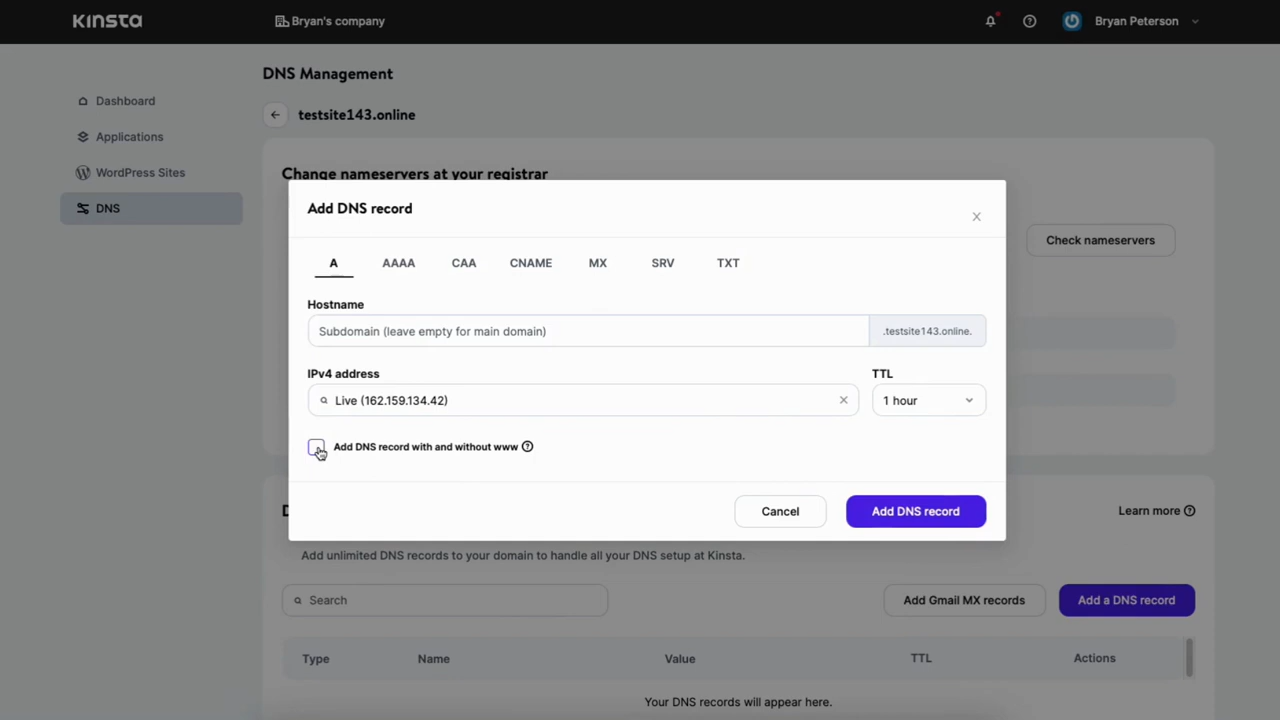 KINSTA
Bryan's company
Bryan Peterson
DNS Management
Dashboard
testsite143.online
Applications
WordPress Sites
Change nameservers at your registrar
DNS
Add DNS record
Check nameservers
A AAAA CAA CNAME MX SRV TXT
Hostname
Subdomain (leave empty for main domain) .testsite143.online.
IPv4 address TTL
Live (162.159.134.42) 1 hour
Add DNS record with and without www
Cancel Add DNS record
D
Learn more
Add unlimited DNS records to your domain to handle all your DNS setup at Kinsta.
Search Add Gmail MX records Add a DNS record
Type Name Value TTL Actions
Your DNS records will appear here.